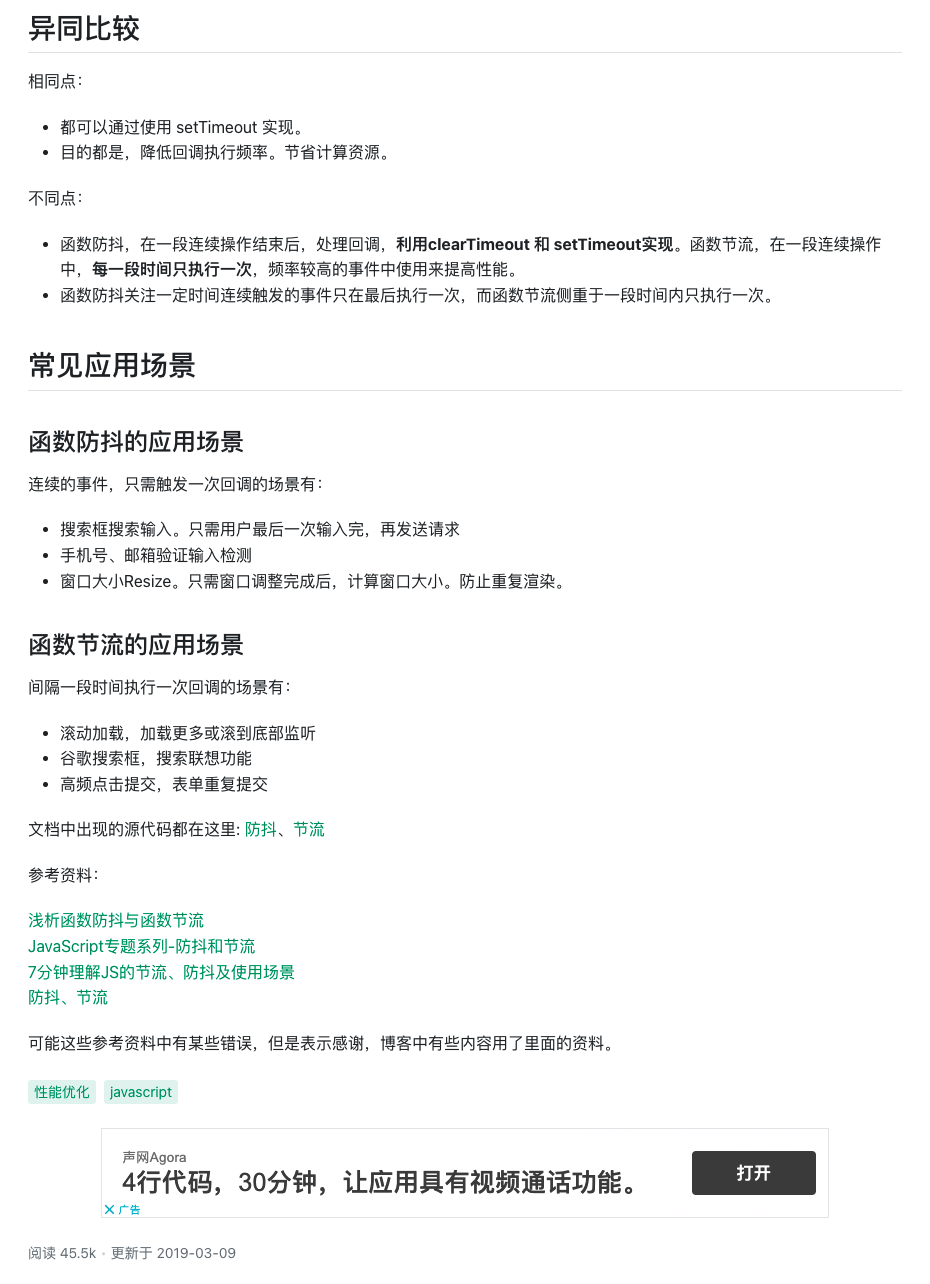 异同比较
相同点：
都可以通过使用 setTimeout 实现。
目的都是，降低回调执行频率。节省计算资源。
不同点：
函数防抖，在一段连续操作结束后，处理回调，利用clearTimeout 和 setTimeout实现。函数节流，在一段连续操作
中，每一段时间只执行一次，频率较高的事件中使用来提高性能。
函数防抖关注一定时间连续触发的事件只在最后执行一次，而函数节流侧重于一段时间内只执行一次。
常见应用场景
函数防抖的应用场景
连续的事件，只需触发一次回调的场景有：
搜索框搜索输入。只需用户最后一次输入完，再发送请求
手机号、邮箱验证输入检测
窗口大小Resize。只需窗口调整完成后，计算窗口大小。防止重复渲染。
函数节流的应用场景
间隔一段时间执行一次回调的场景有：
滚动加载，加载更多或滚到底部监听
谷歌搜索框，搜索联想功能
高频点击提交，表单重复提交
文档中出现的源代码都在这里: 防抖、节流
参考资料：
浅析函数防抖与函数节流
JavaScript专题系列-防抖和节流
7分钟理解JS的节流、防抖及使用场景
防抖、节流
可能这些参考资料中有某些错误，但是表示感谢，博客中有些内容用了里面的资料。
性能优化 javascript
声网Agora
4行代码，30分钟，让应用具有视频通话功能。
打开
广告
阅读 45.5k · 更新于 2019-03-09